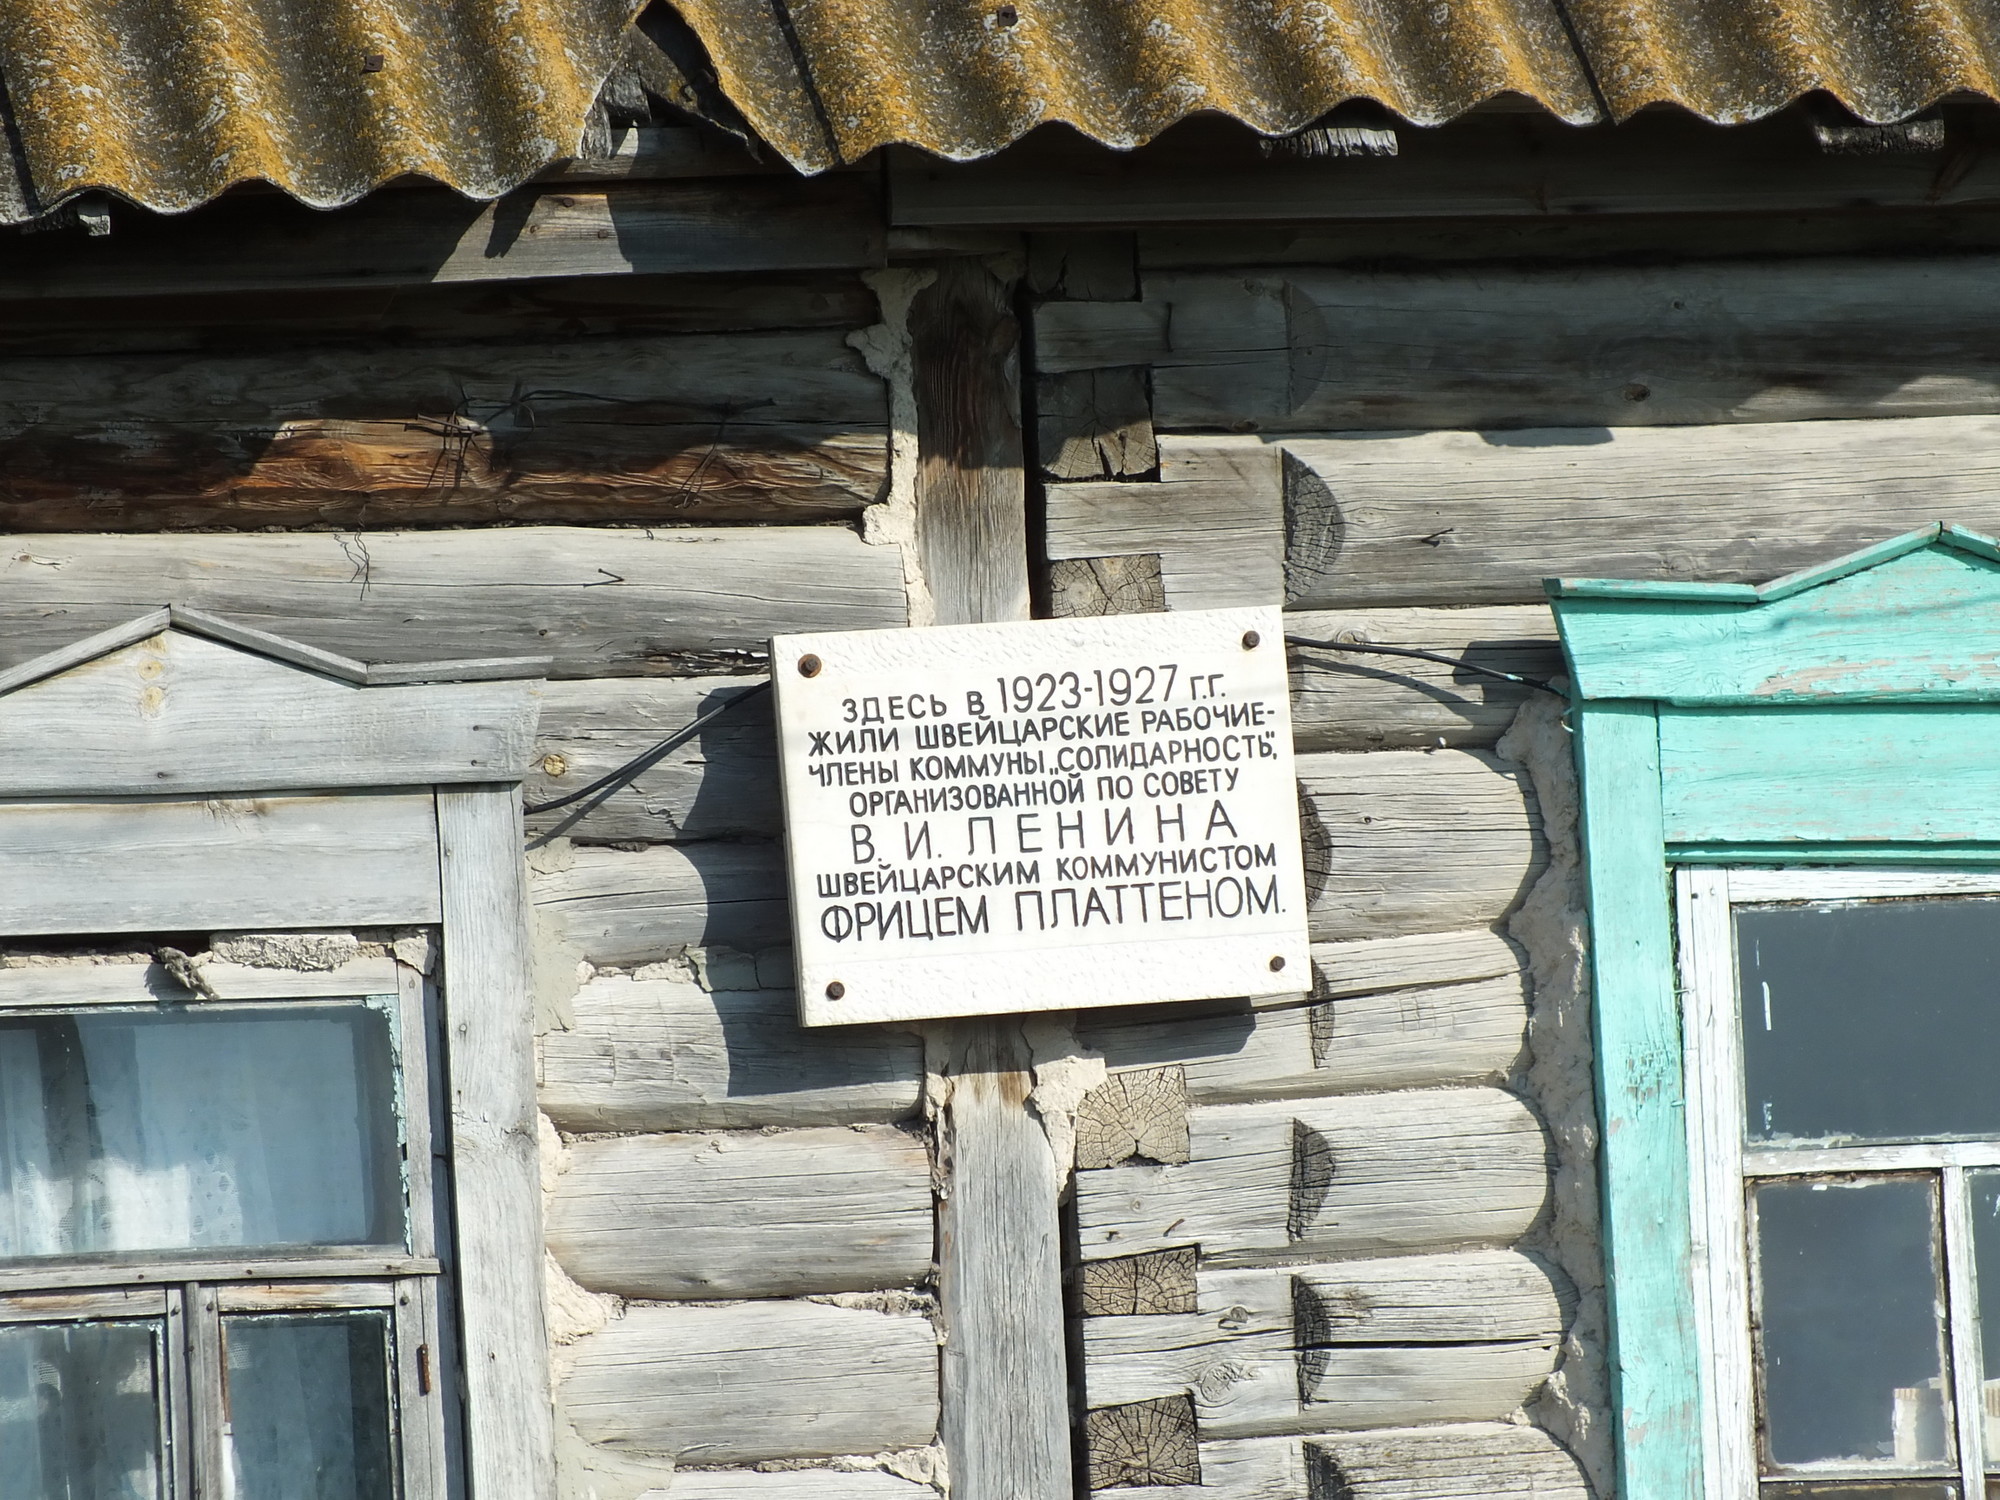 ЗДЕСЬ В 1923-1927 Г.Г.
ЖИЛИ ШВЕЙЦАРСКИЕ РАБОЧИЕ-
ЧЛЕНЫ КОММУНЫ „СОЛИДАРНОСТЬ",
ОРГАНИЗОВАННОЙ ПО СОВЕТУ
В. И. ЛЕНИНА
ШВЕЙЦАРСКИМ КОММУНИСТОМ
ФРИЦЕМ ПЛАТТЕНОМ.